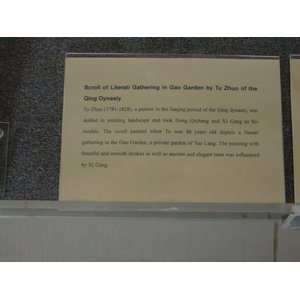 Scroll of Literati Gathering in Gao Garden by Tu Zhuo of the
Qing Dynasty
Tu Zhuo (1781-1828), a painter in the Jiaqing period of the Qing dynasty, was
skilled in painting landscape and took Dong Qichang and Xi Gang as his
models. The scroll painted when Tu was 46 years old depicts a literati
gathering in the Gao Garden, a private garden of Yan Lang. The painting with
forceful and smooth strokes as well as ancient and elegant taste was influenced
by Xi Gang.